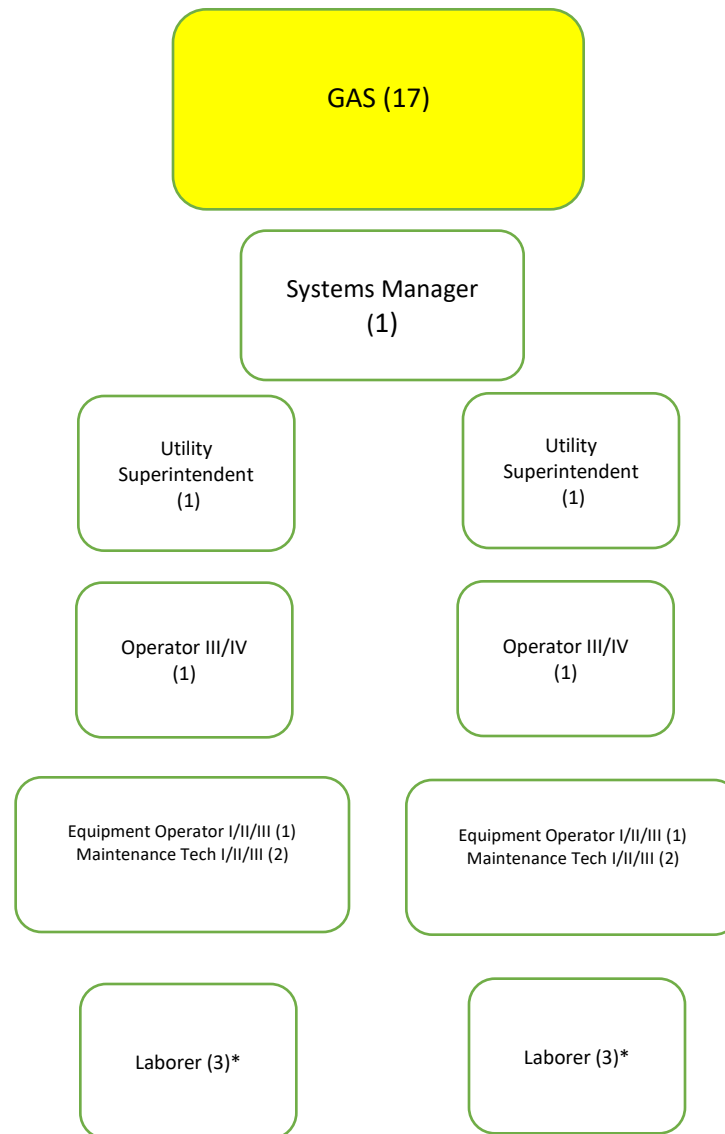 GAS (17)
Systems Manager
(1)
Utility
Superintendent
(1)
Utility
Superintendent
(1)
Operator III/IV
(1)
Operator III/IV
(1)
Equipment Operator I/II/III (1)
Maintenance Tech I/II/III (2)
Equipment Operator I/II/III (1)
Maintenance Tech I/II/III (2)
Laborer (3)*
Laborer (3)*